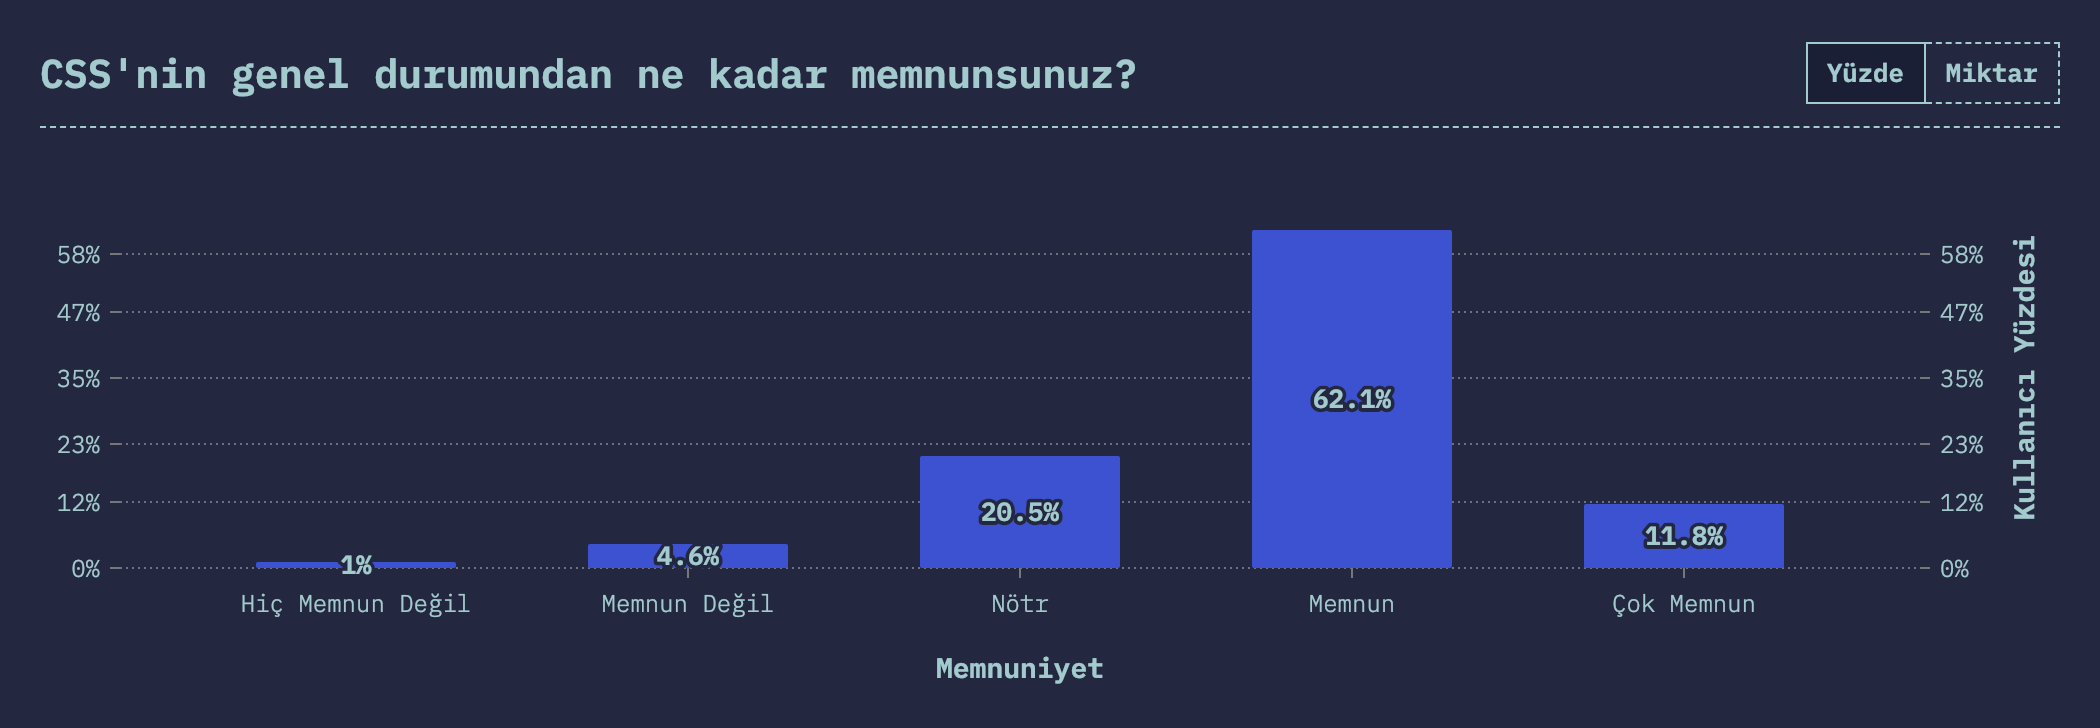 CSS'nin genel durumundan ne kadar memnunsunuz?
Yüzde Miktar
58% 58%
47% 47%
35% 35%
23% 23%
12% 12%
0% 0%
Kullanıcı Yüzdesi
1% 4.6% 20.5% 62.1% 11.8%
Hiç Memnun Değil Memnun Değil Nötr Memnun Çok Memnun
Memnuniyet